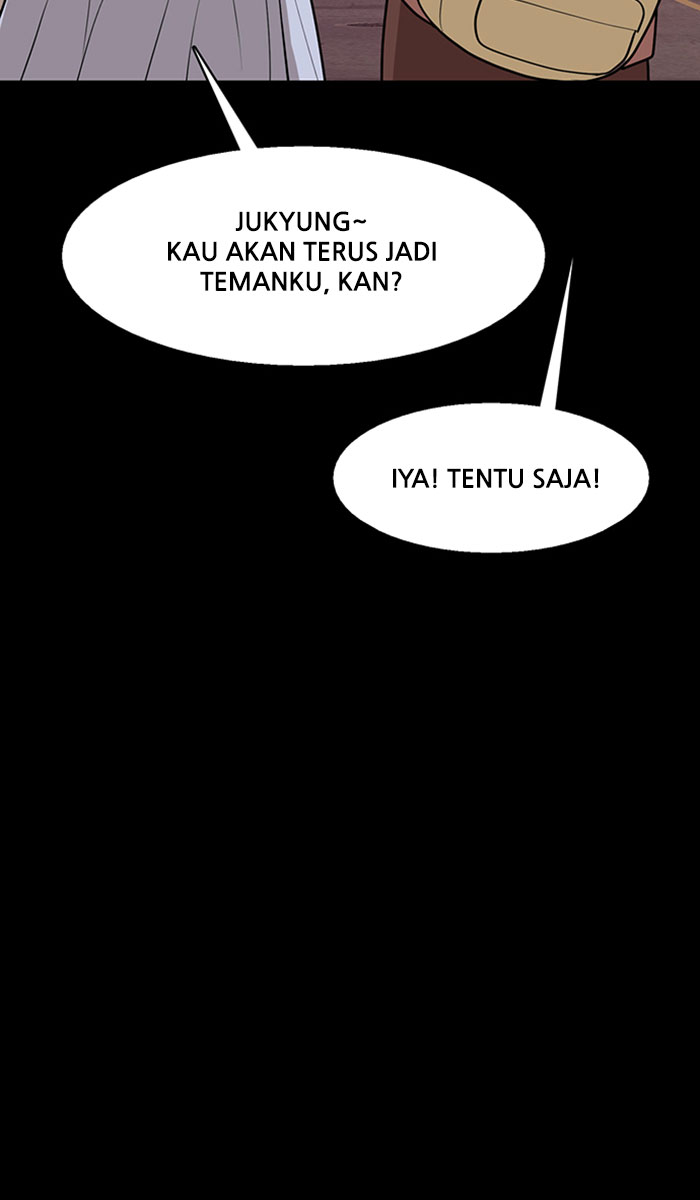 JUKYUNG~
KAU AKAN TERUS JADI
TEMANKU, KAN?
IYA! TENTU SAJA!